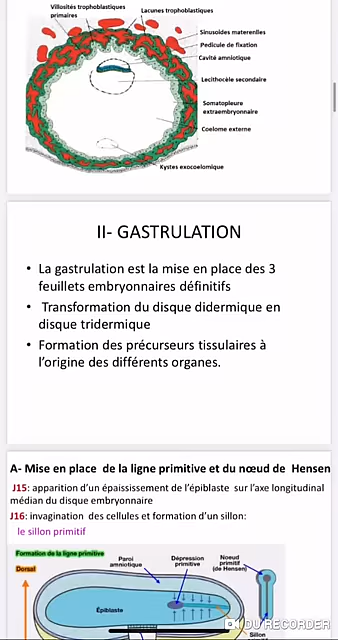 Villosités trophoblastiques
primaires
Lacunes trophoblastiques
Sinusoides materenlles
Pedicule de fixation
Cavité amniotique
Lecithocèle secondaire
Somatopleure
extraembryonnaire
Coelome externe
Kystes exocoelomique
II- GASTRULATION
• La gastrulation est la mise en place des 3
feuillets embryonnaires définitifs
• Transformation du disque didermique en
disque tridermique
• Formation des précurseurs tissulaires à
l'origine des différents organes.
A- Mise en place de la ligne primitive et du nœud de Hensen
J15: apparition d'un épaississement de l'épiblaste sur l'axe longitudinal
médian du disque embryonnaire
J16: invagination des cellules et formation d'un sillon:
le sillon primitif
Formation de la ligne primitive
Dorsal
Paroi
amniotique
Dépression
primitive
Noeud
primitif
(de Hensen)
Épiblaste
Sillon
DU RECORDER